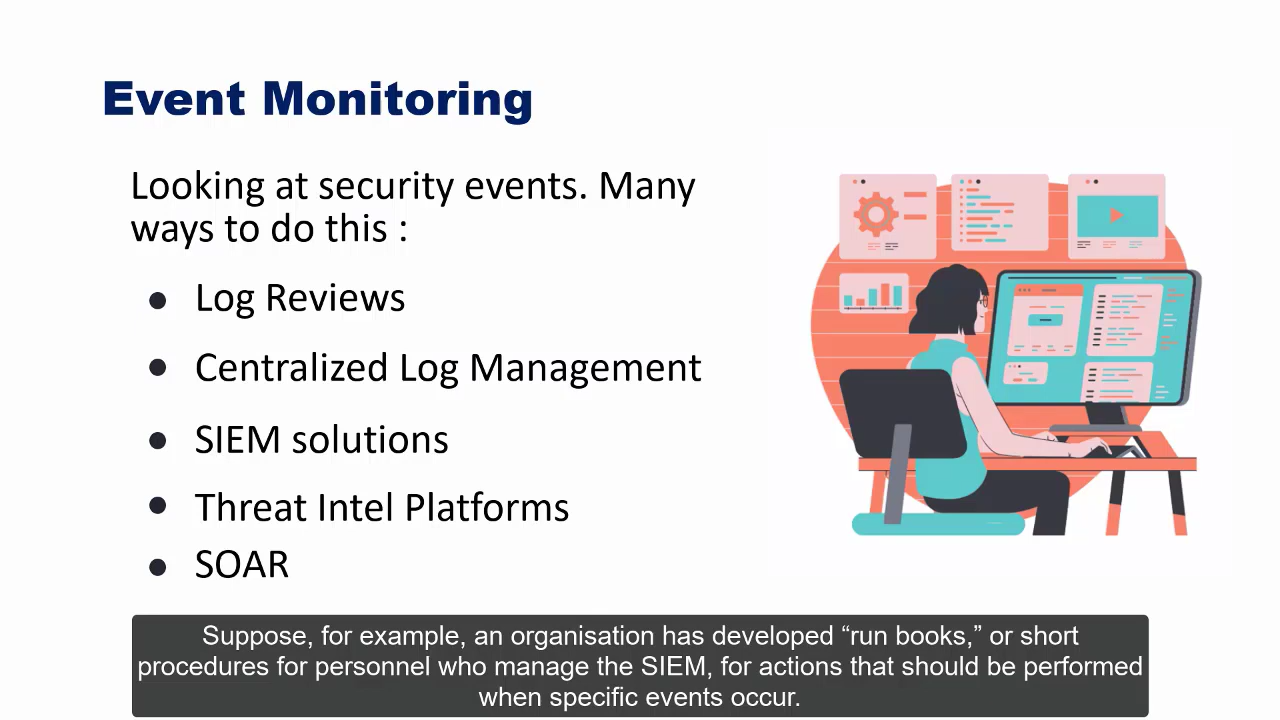 Event Monitoring
Looking at security events. Many
ways to do this :
● Log Reviews
● Centralized Log Management
● SIEM solutions
● Threat Intel Platforms
● SOAR
Suppose, for example, an organisation has developed “run books,” or short
procedures for personnel who manage the SIEM, for actions that should be performed
when specific events occur.